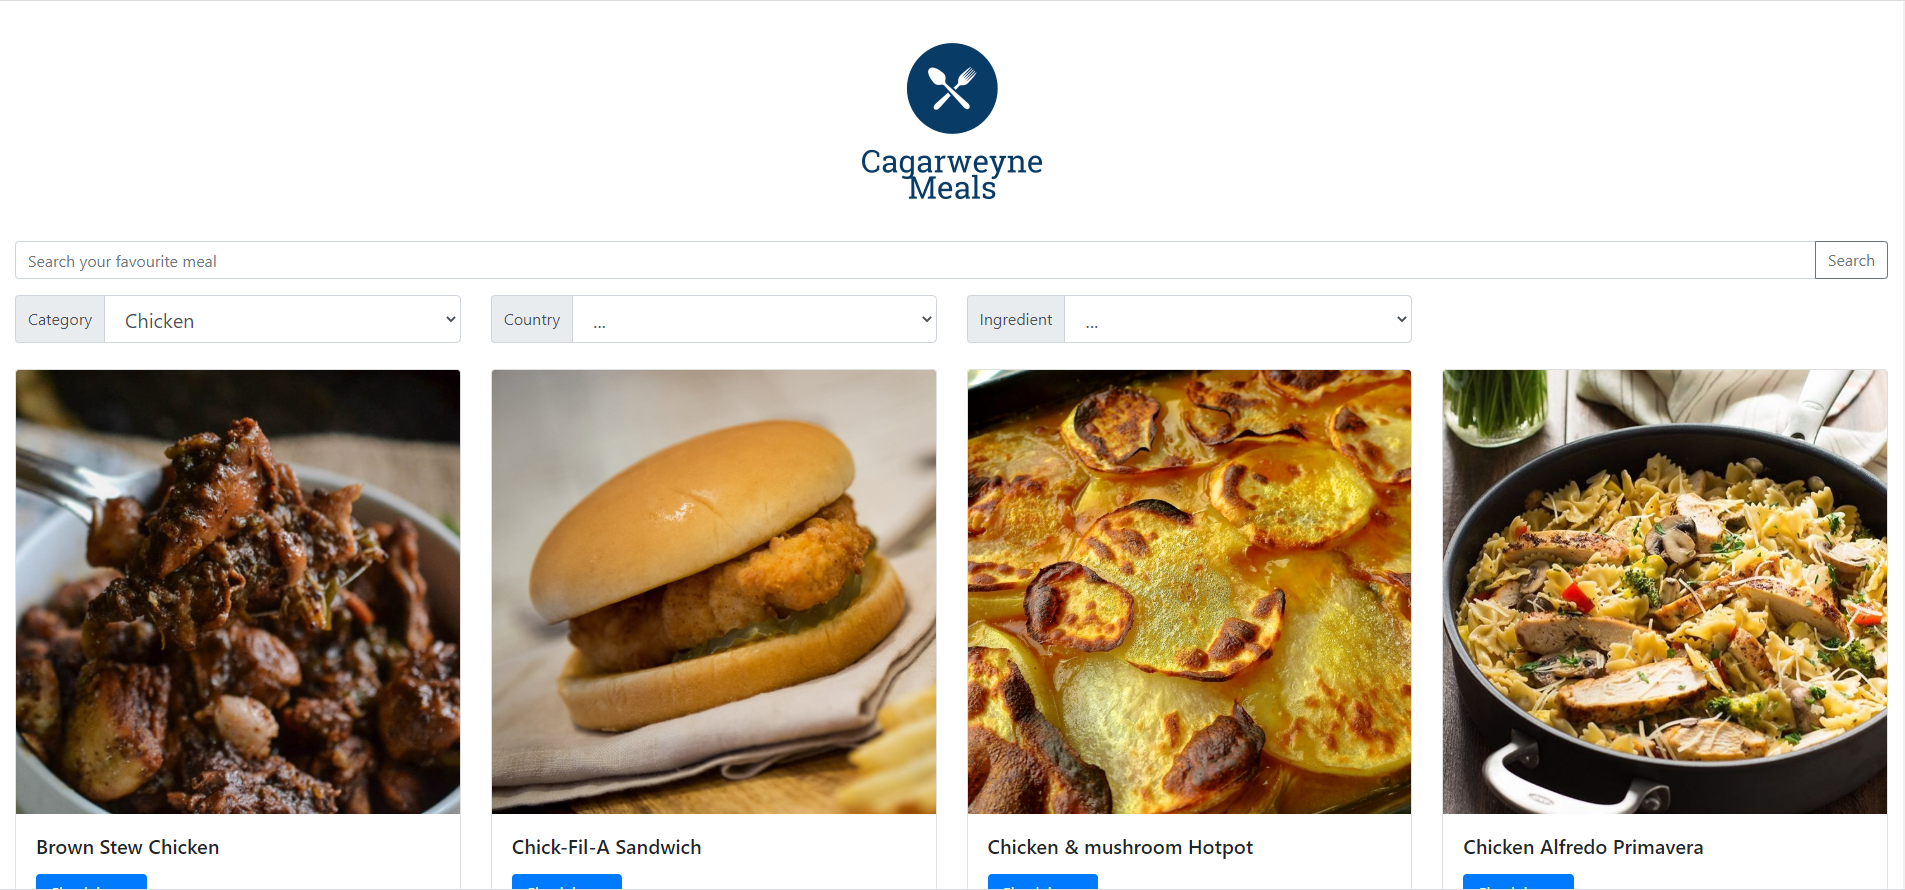 Cagarweyne
Meals
Search your favourite meal
Search
Category
Chicken
Country
...
Ingredient
...
Brown Stew Chicken
Chick-Fil-A Sandwich
Chicken & mushroom Hotpot
Chicken Alfredo Primavera